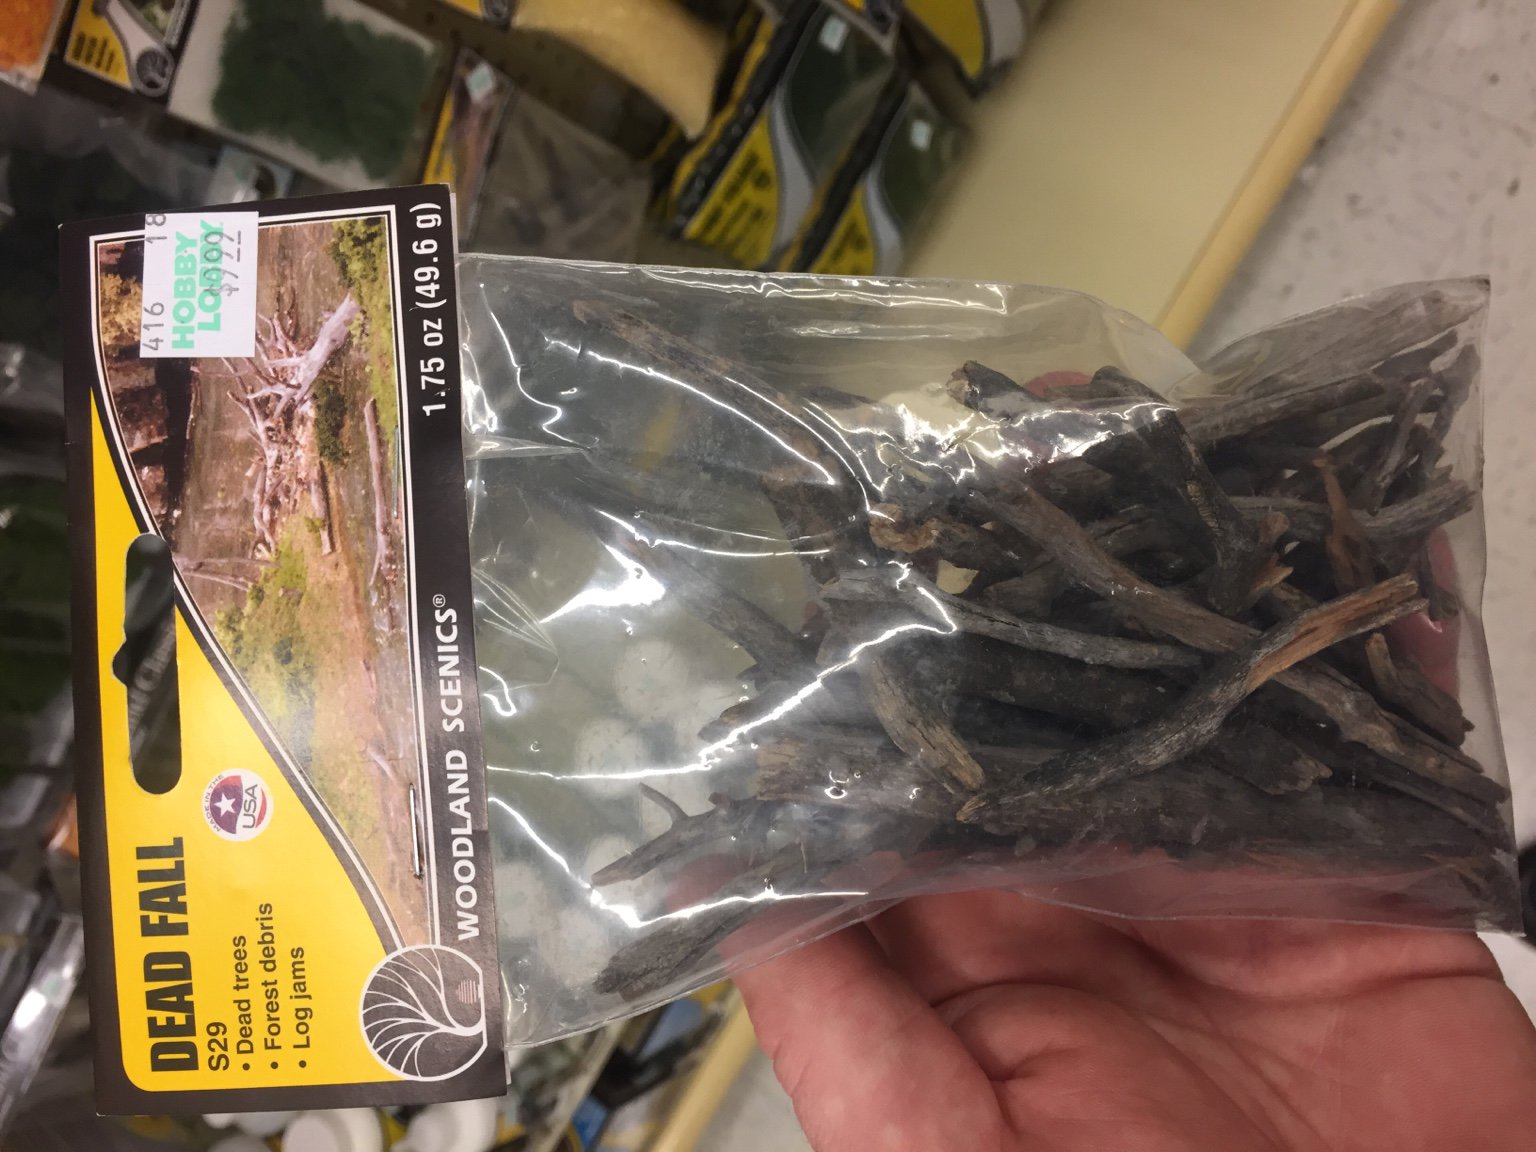 DEAD FALL
S29
• Dead trees
• Forest debris
• Log jams
MADE IN THE
USA
416 18
HOBBY
LOBBY
WOODLAND SCENICS®
1.75 oz (49.6 g)